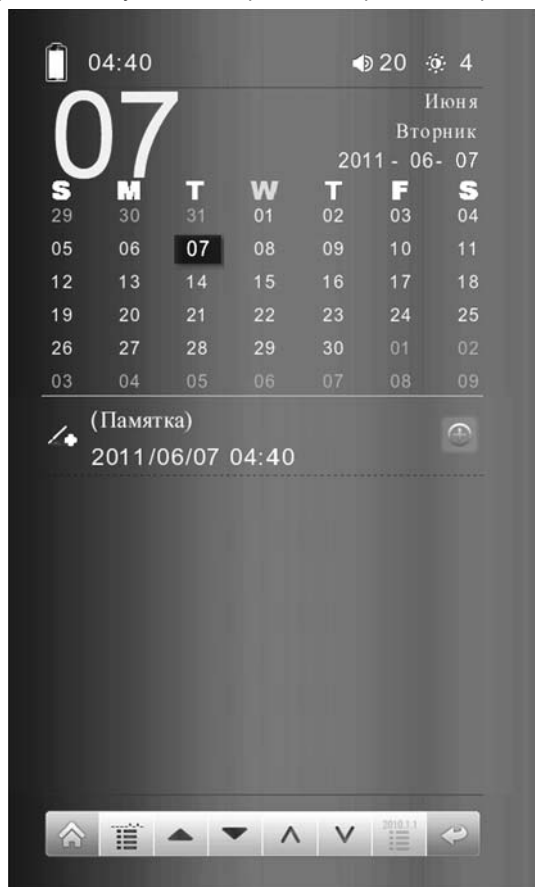 04:40 20 4
07
Июня
Вторник
2011 - 06- 07
S M T W T F S
29 30 31 01 02 03 04
05 06 07 08 09 10 11
12 13 14 15 16 17 18
19 20 21 22 23 24 25
26 27 28 29 30 01 02
03 04 05 06 07 08 09
(Памятка)
2011/06/07 04:40
2010.1.1